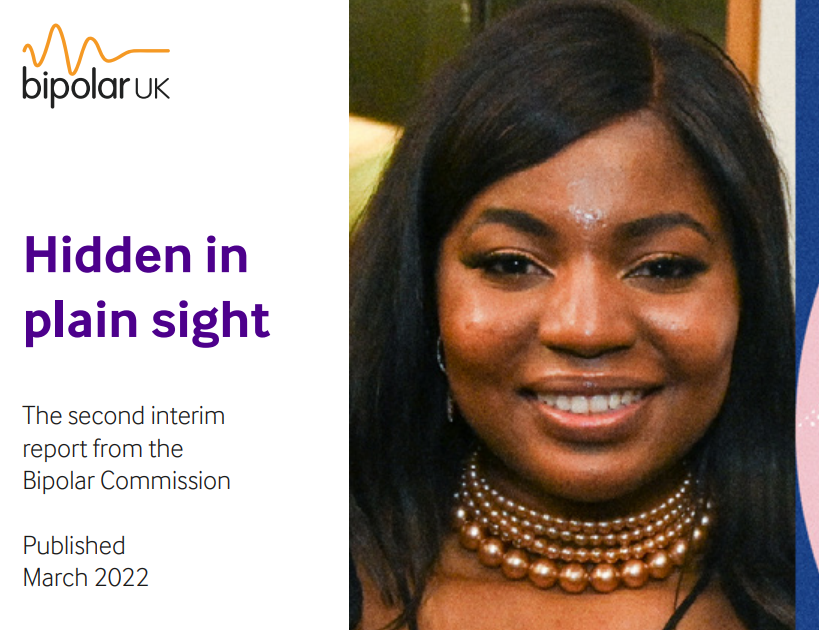 bipolar UK
Hidden in
plain sight
The second interim
report from the
Bipolar Commission
Published
March 2022